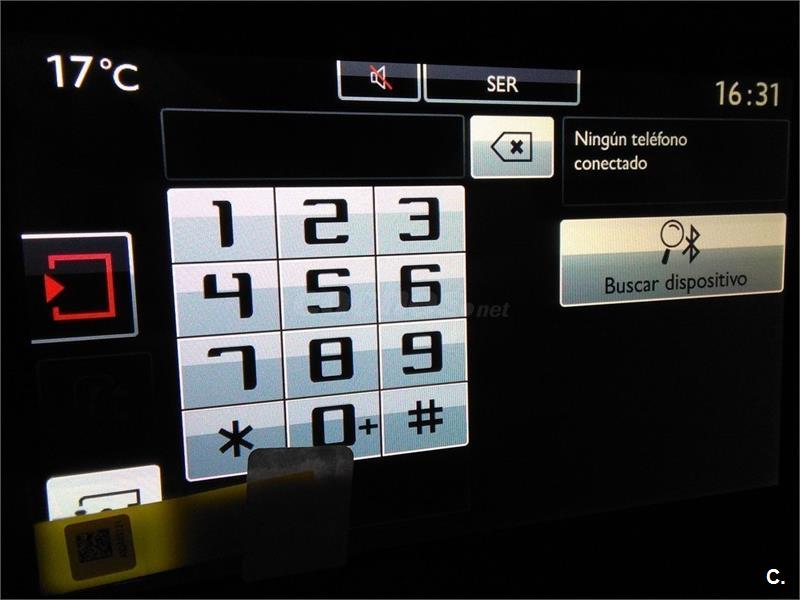 17°C
SER
16:31
Ningún teléfono
conectado
1 2 3
4 5 6
7 8 9
* 0+ #
Buscar dispositivo
net
C.